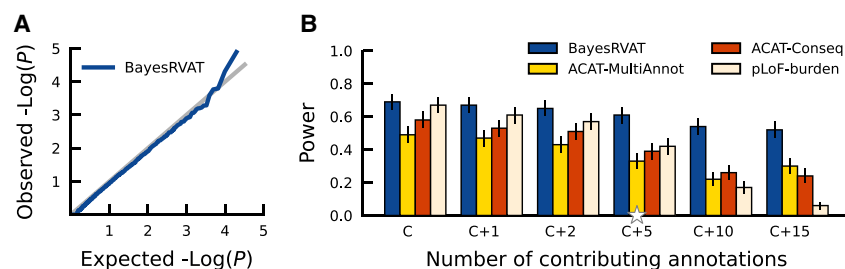 A
5
4
3
2
1
BayesRVAT
Observed -Log(P)
1 2 3 4 5
Expected -Log(P)
B
1.0
0.8
0.6
0.4
0.2
0.0
Power
BayesRVAT ACAT-Conseq
ACAT-MultiAnnot pLoF-burden
C C+1 C+2 C+5 C+10 C+15
Number of contributing annotations